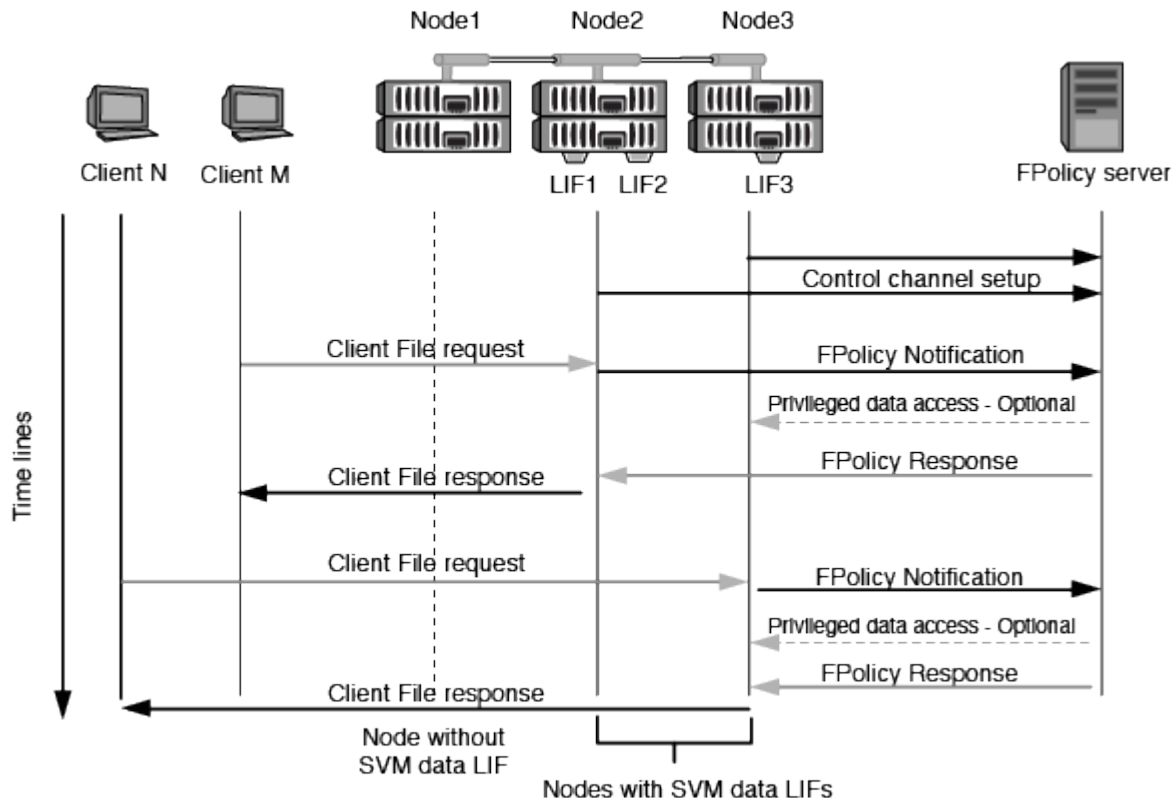 Node1
Node2
Node3
Client N
Client M
LIF1
LIF2
LIF3
FPolicy server
Control channel setup
Client File request
FPolicy Notification
Privileged data access - Optional
FPolicy Response
Client File response
Time lines
Client File request
FPolicy Notification
Privileged data access - Optional
FPolicy Response
Client File response
Node without
SVM data LIF
Nodes with SVM data LIFs